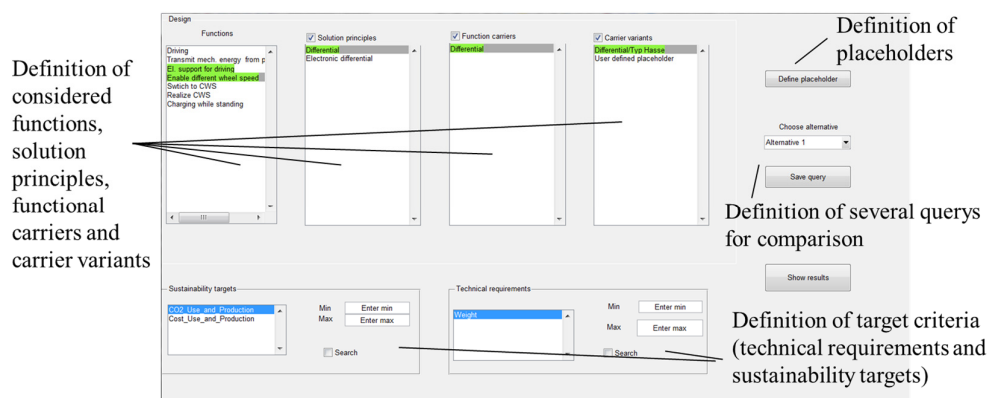 Definition of
considered
functions,
solution
principles,
functional
carriers and
carrier variants
Design
Functions
Driving
Transmit mech. energy from p
El. support for driving
Enable different wheel speed
Swtich to CWS
Realize CWS
Charging while standing
Solution principles
Differential
Electronic differential
Function carriers
Differential
Carrier variants
Differential/Typ Hasse
User defined placeholder
Definition of
placeholders
Define placeholder
Choose alternative
Alternative 1
Save query
Definition of several querys
for comparison
Show results
Sustainability targets
CO2_Use_and_Production
Cost_Use_and_Production
Min Enter min
Max Enter max
Search
Technical requirements
Weight
Min Enter min
Max Enter max
Search
Definition of target criteria
(technical requirements and
sustainability targets)